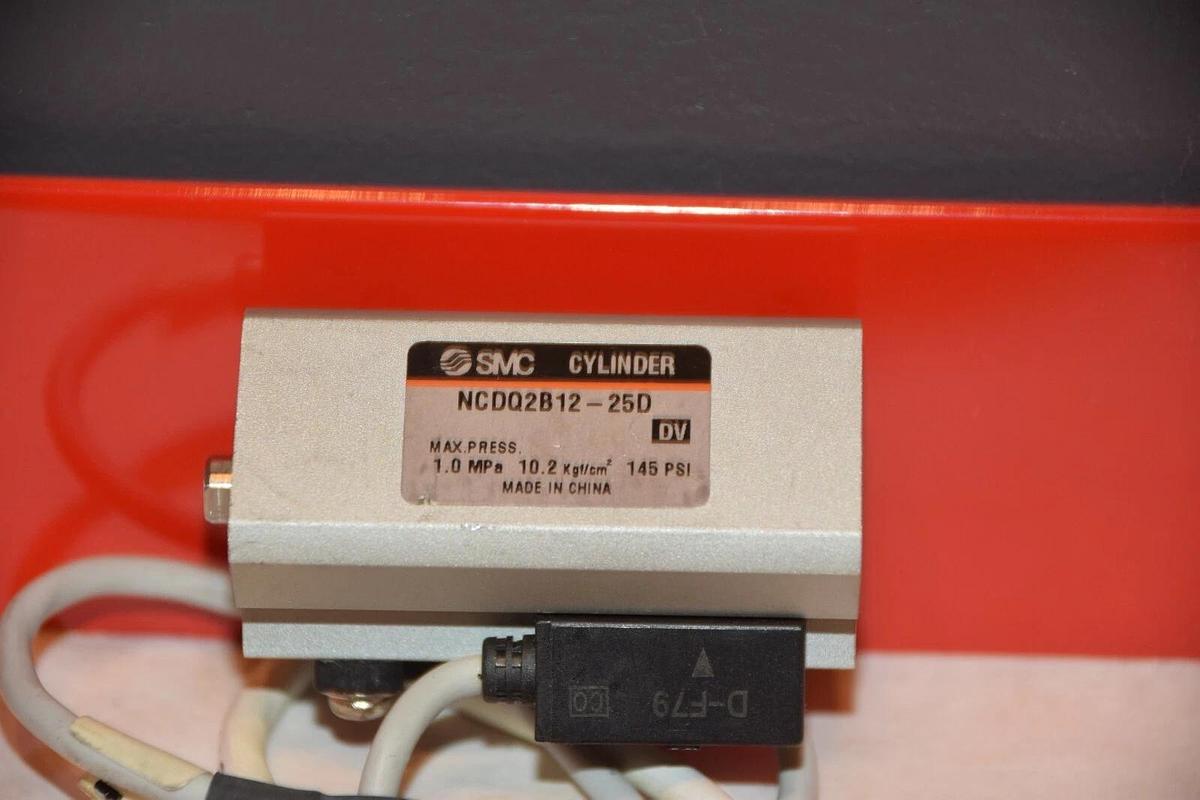 SMC CYLINDER
NCDQ2B12-25D
DV
MAX.PRESS.
1.0 MPa 10.2 Kgf/cm² 145 PSI
MADE IN CHINA
D-F79
CO